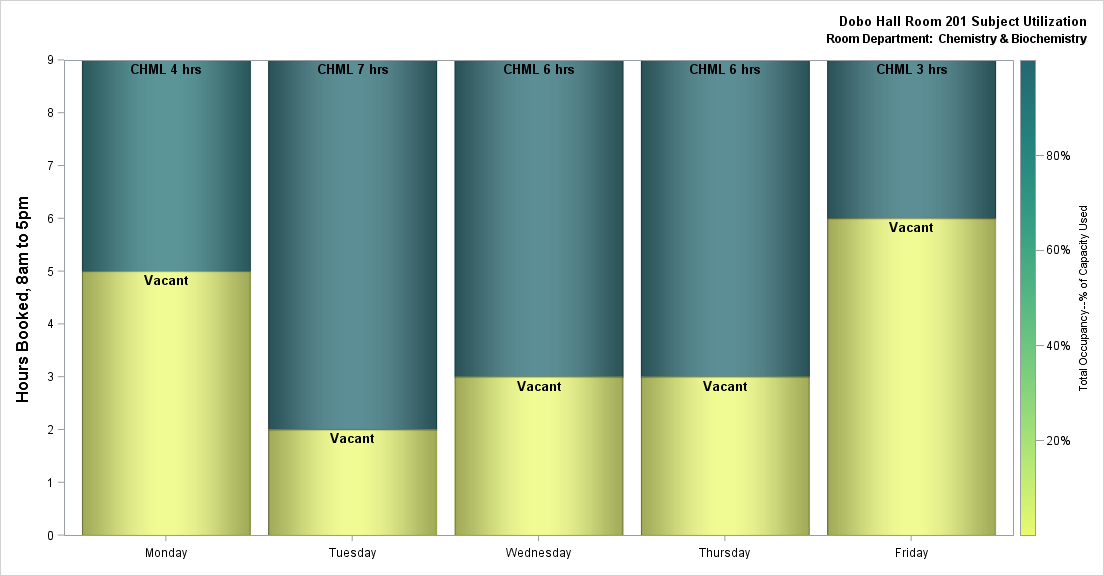 Dobo Hall Room 201 Subject Utilization
Room Department: Chemistry & Biochemistry
Hours Booked, 8am to 5pm
9
8
7
6
5
4
3
2
1
0
CHML 4 hrs
CHML 7 hrs
CHML 6 hrs
CHML 6 hrs
CHML 3 hrs
Vacant
Vacant
Vacant
Vacant
Vacant
Monday
Tuesday
Wednesday
Thursday
Friday
80%
60%
40%
20%
Total Occupancy--% of Capacity Used